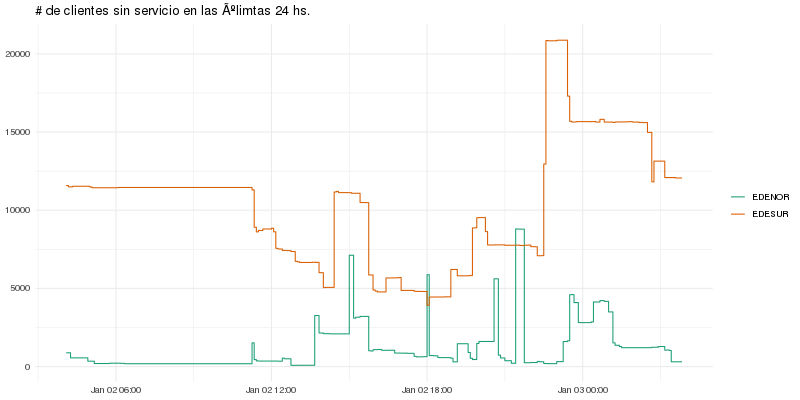 # de clientes sin servicio en las Ãºlimtas 24 hs.
20000
15000
10000
5000
0
EDENOR
EDESUR
Jan 02 06:00
Jan 02 12:00
Jan 02 18:00
Jan 03 00:00